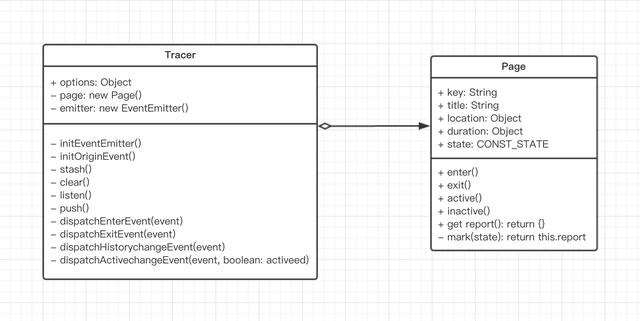 Tracer
+ options: Object
– page: new Page()
– emitter: new EventEmitter()
– initEventEmitter()
– initOriginEvent()
– stash()
– clear()
– listen()
– push()
– dispatchEnterEvent(event)
– dispatchExitEvent(event)
– dispatchHistorychangeEvent(event)
– dispatchActivechangeEvent(event, boolean: activeed)
Page
+ key: String
+ title: String
+ location: Object
+ duration: Object
+ state: CONST_STATE
+ enter()
+ exit()
+ active()
+ inactive()
+ get report(): return {}
– mark(state): return this.report